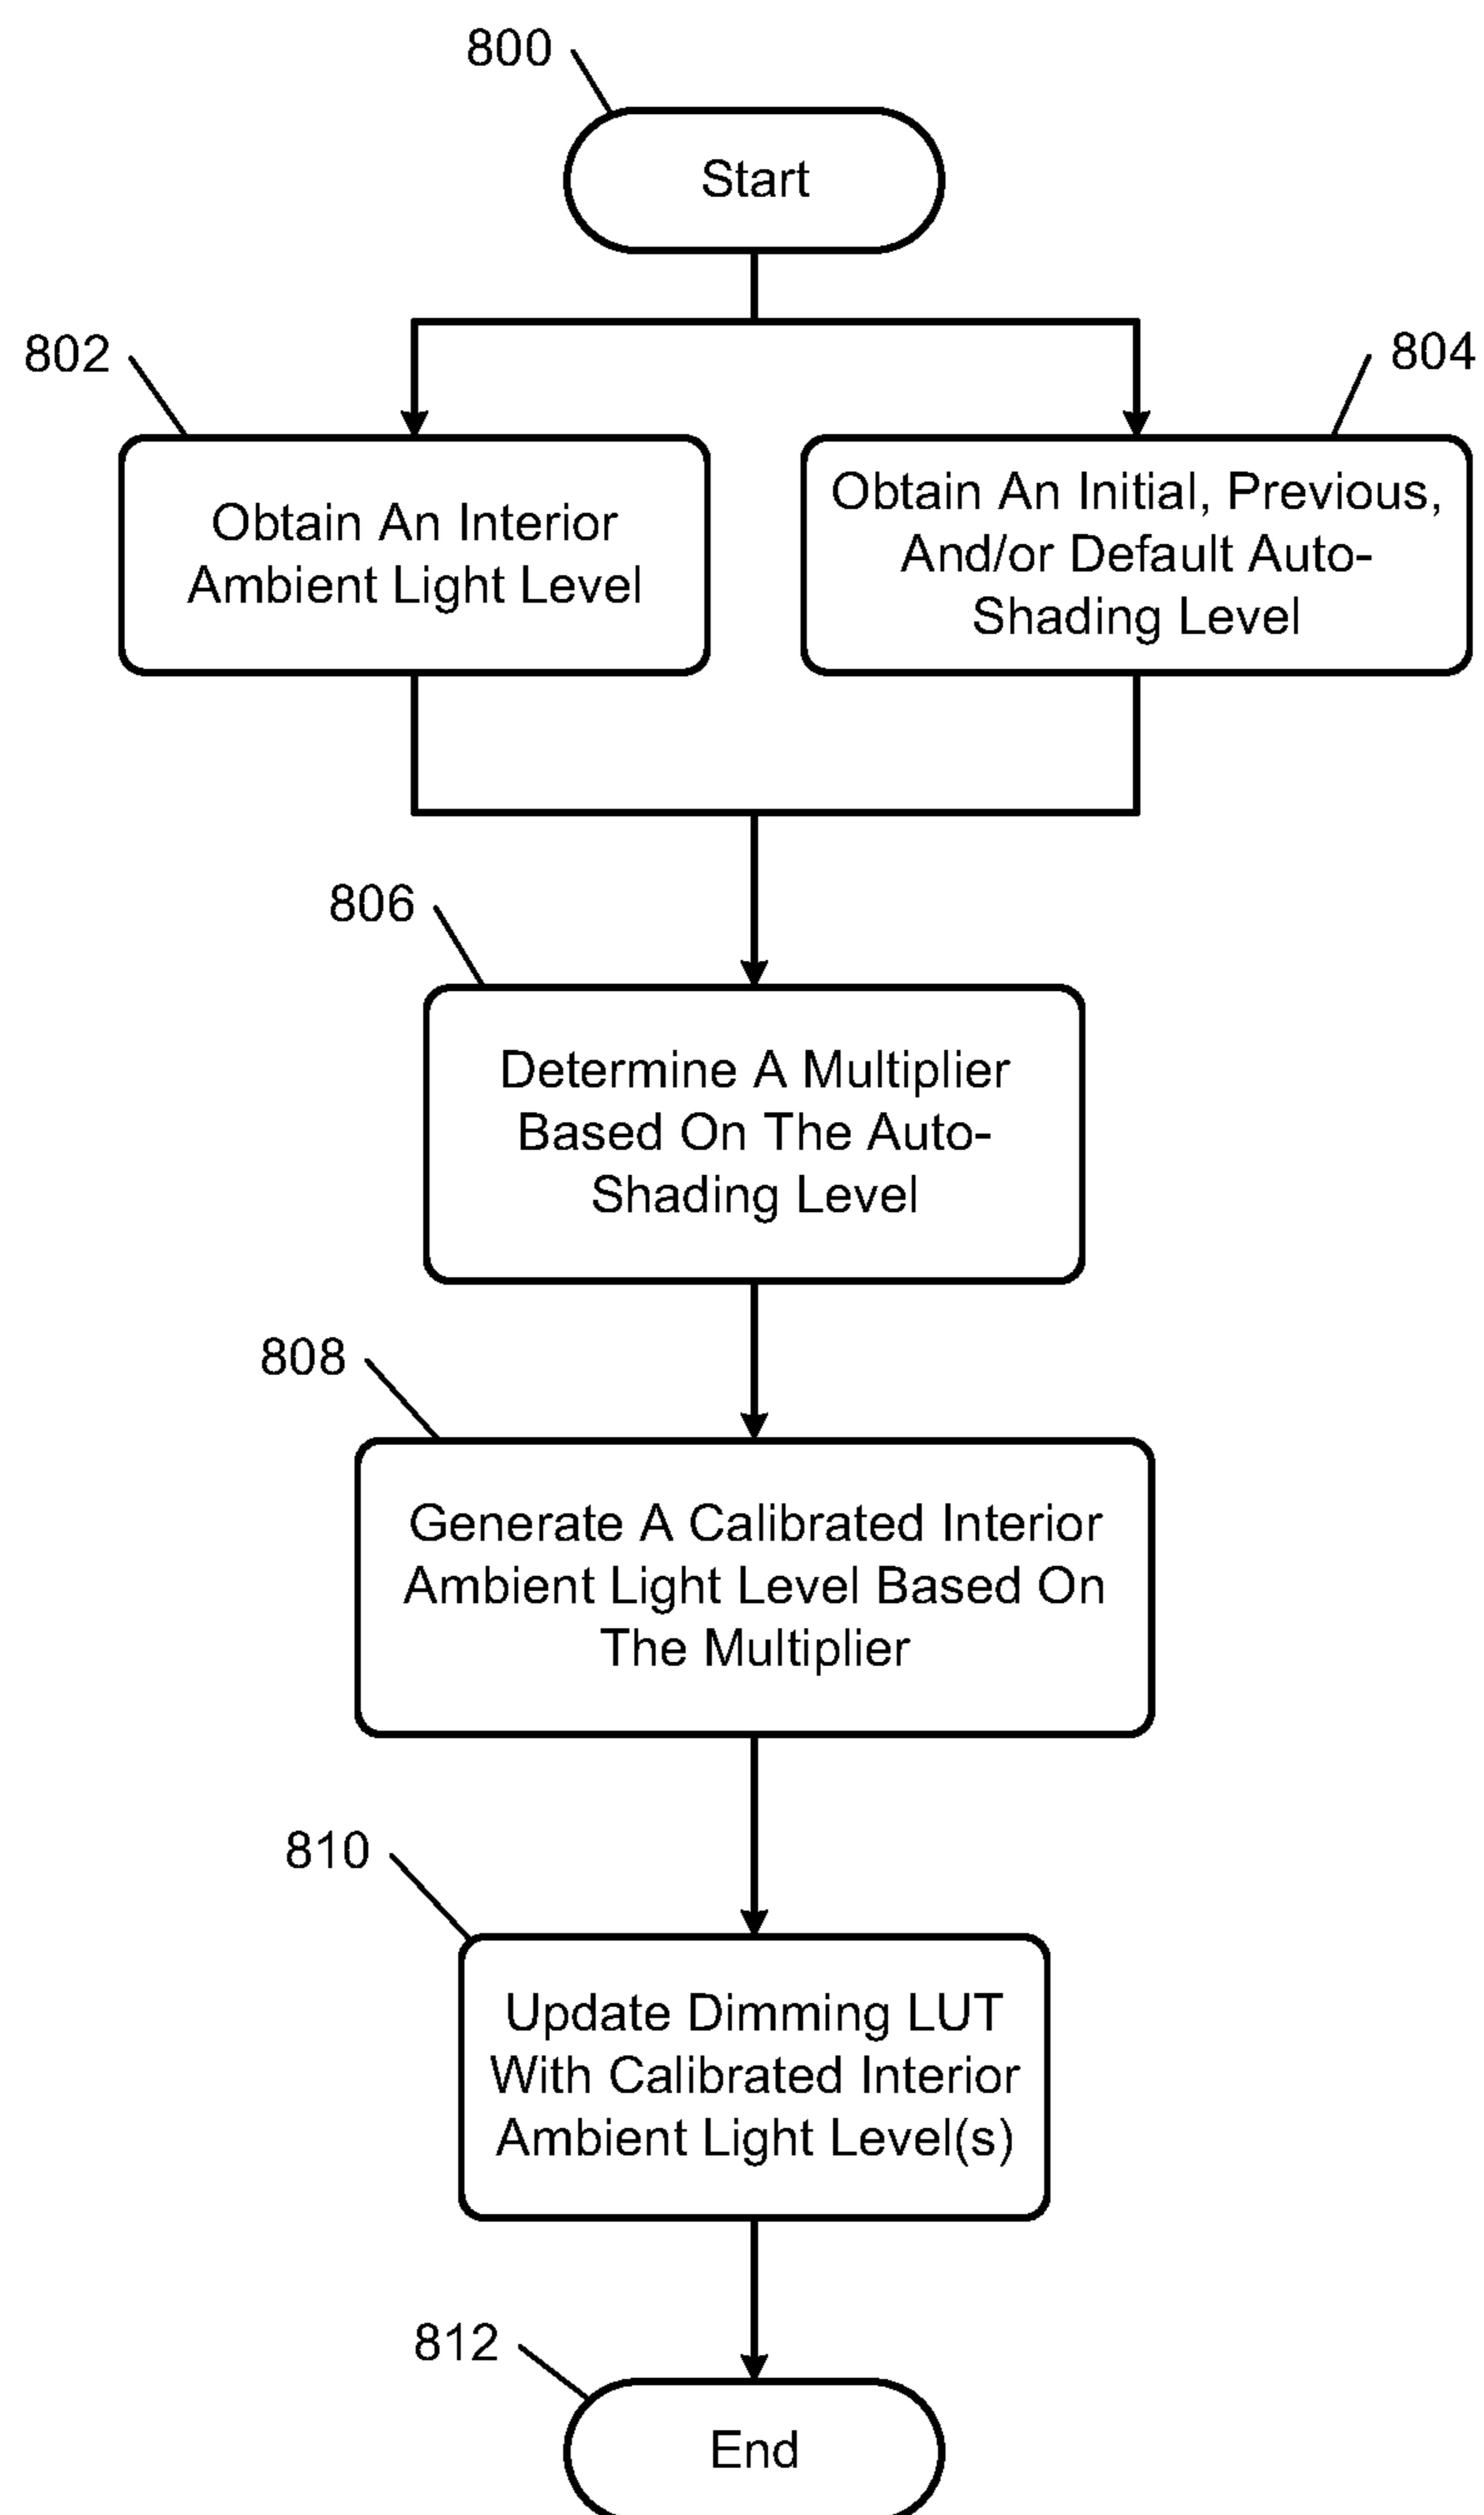 800
Start
802
804
Obtain An Interior
Ambient Light Level
Obtain An Initial, Previous,
And/or Default Auto-
Shading Level
806
Determine A Multiplier
Based On The Auto-
Shading Level
808
Generate A Calibrated Interior
Ambient Light Level Based On
The Multiplier
810
Update Dimming LUT
With Calibrated Interior
Ambient Light Level(s)
812
End